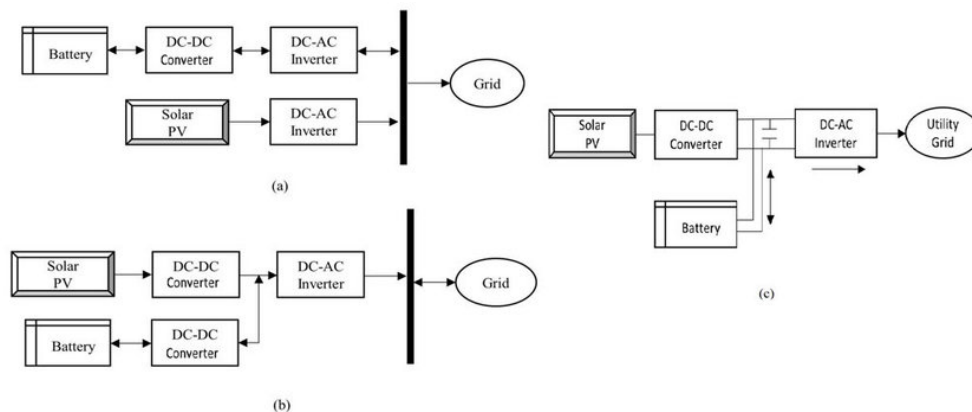 Battery
DC-DC
Converter
DC-AC
Inverter
Solar
PV
DC-AC
Inverter
Grid
(a)
Solar
PV
DC-DC
Converter
DC-AC
Inverter
Battery
DC-DC
Converter
Grid
(b)
Solar
PV
DC-DC
Converter
DC-AC
Inverter
Utility
Grid
Battery
(c)